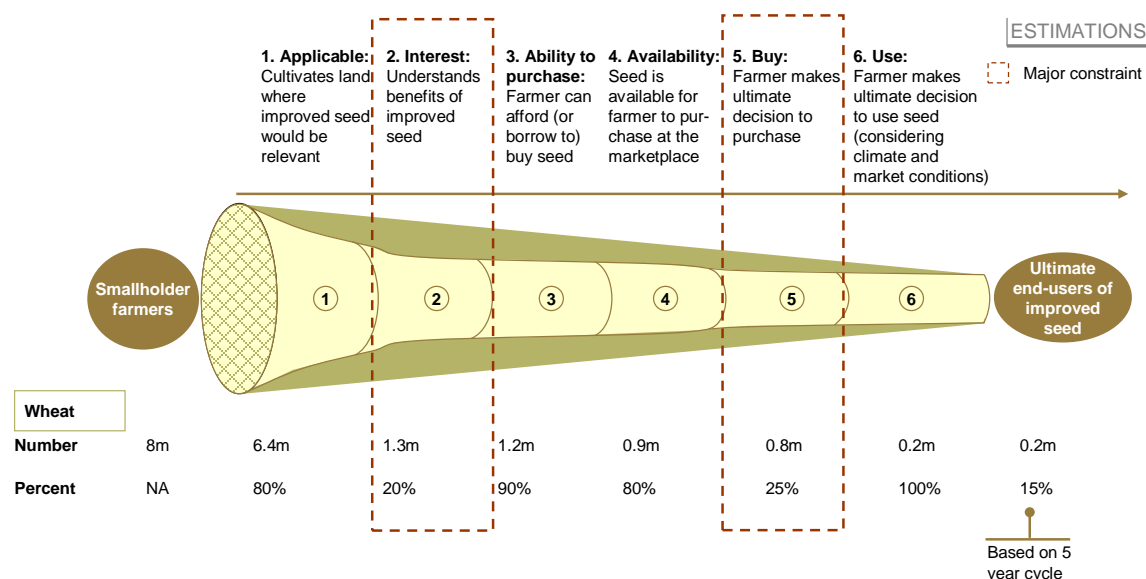 ESTIMATIONS
Major constraint
1. Applicable:
Cultivates land
where
improved seed
would be
relevant
2. Interest:
Understands
benefits of
improved
seed
3. Ability to
purchase:
Farmer can
afford (or
borrow to)
buy seed
4. Availability:
Seed is
available for
farmer to pur-
chase at the
marketplace
5. Buy:
Farmer makes
ultimate
decision to
purchase
6. Use:
Farmer makes
ultimate decision
to use seed
(considering
climate and
market conditions)
Smallholder
farmers
1
2
3
4
5
6
Ultimate
end-users of
improved
seed
Wheat
Number 8m 6.4m 1.3m 1.2m 0.9m 0.8m 0.2m 0.2m
Percent NA 80% 20% 90% 80% 25% 100% 15%
Based on 5
year cycle